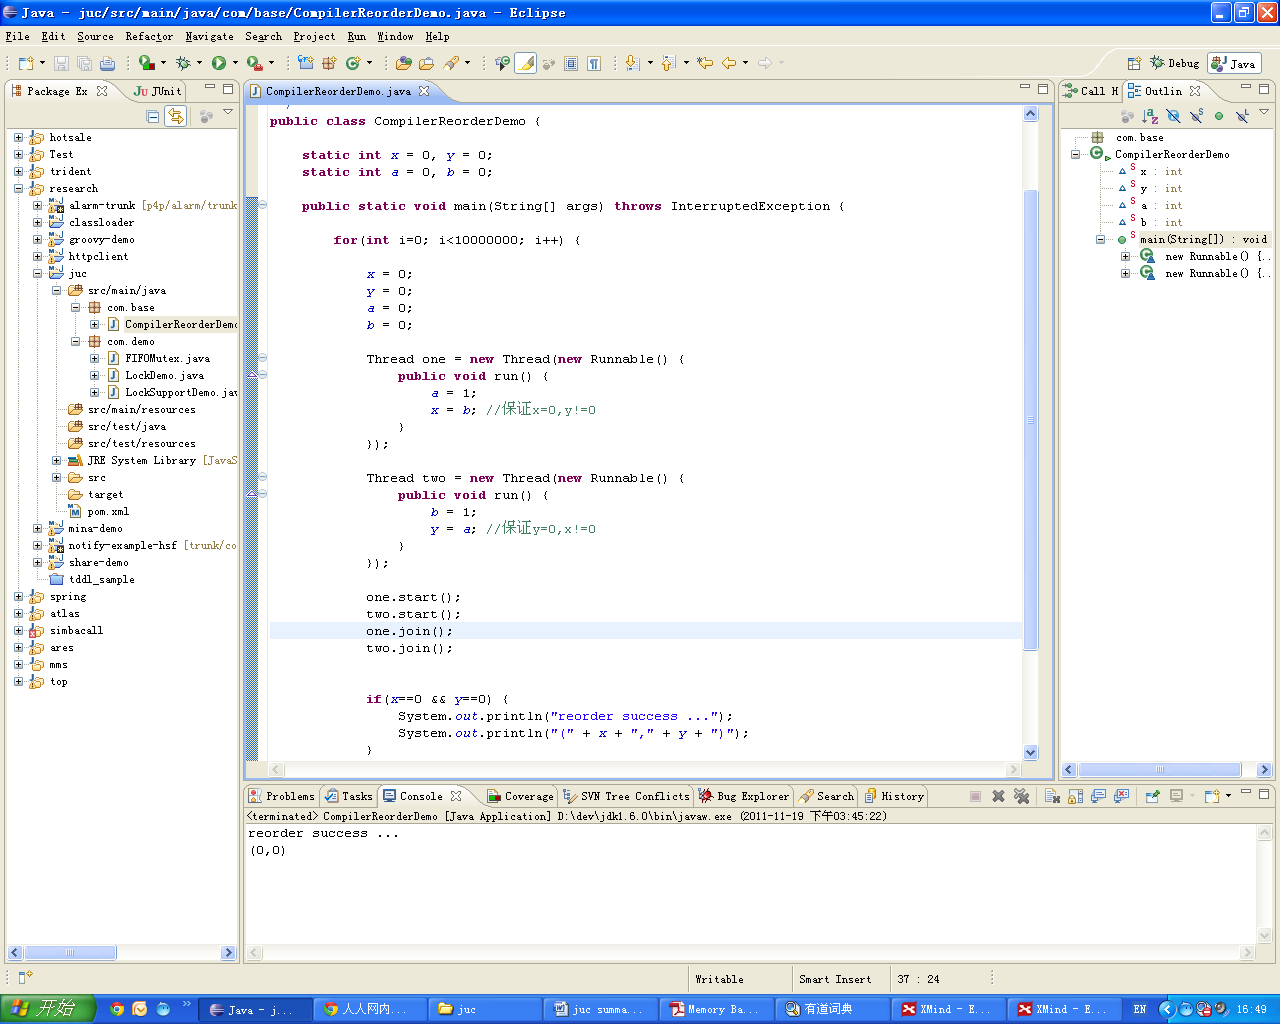 Java - juc/src/main/java/com/base/CompilerReorderDemo.java - Eclipse
File Edit Source Refactor Navigate Search Project Run Window Help
Debug Java
Package Ex JUnit
hotsale
Test
trident
research
alarm-trunk [p4p/alarm/trunk
classloader
groovy-demo
httpclient
juc
src/main/java
com.base
CompilerReorderDemo
com.demo
FIFOMutex.java
LockDemo.java
LockSupportDemo.jav
src/main/resources
src/test/java
src/test/resources
JRE System Library [JavaS
src
target
pom.xml
mina-demo
notify-example-hsf [trunk/co
share-demo
tddl_sample
spring
atlas
simbacall
ares
mms
top
CompilerReorderDemo.java
public class CompilerReorderDemo {
static int x = 0, y = 0;
static int a = 0, b = 0;
public static void main(String[] args) throws InterruptedException {
for(int i=0; i<10000000; i++) {
x = 0;
y = 0;
a = 0;
b = 0;
Thread one = new Thread(new Runnable() {
public void run() {
a = 1;
x = b; //保证x=0,y!=0
}
});
Thread two = new Thread(new Runnable() {
public void run() {
b = 1;
y = a; //保证y=0,x!=0
}
});
one.start();
two.start();
one.join();
two.join();
if(x==0 && y==0) {
System.out.println("reorder success ...");
System.out.println("(" + x + "," + y + ")");
}
Call H Outlin
com.base
CompilerReorderDemo
x : int
y : int
a : int
b : int
main(String[]) : void
new Runnable() {..
new Runnable() {..
Problems Tasks Console Coverage SVN Tree Conflicts Bug Explorer Search History
<terminated> CompilerReorderDemo [Java Application] D:\dev\jdk1.6.0\bin\javaw.exe (2011-11-19 下午03:45:22)
reorder success ...
(0,0)
Writable Smart Insert 37 : 24
开始 Java - j... 人人网内... juc juc summa... Memory Ba... 有道词典 XMind - E... XMind - E... EN 16:49